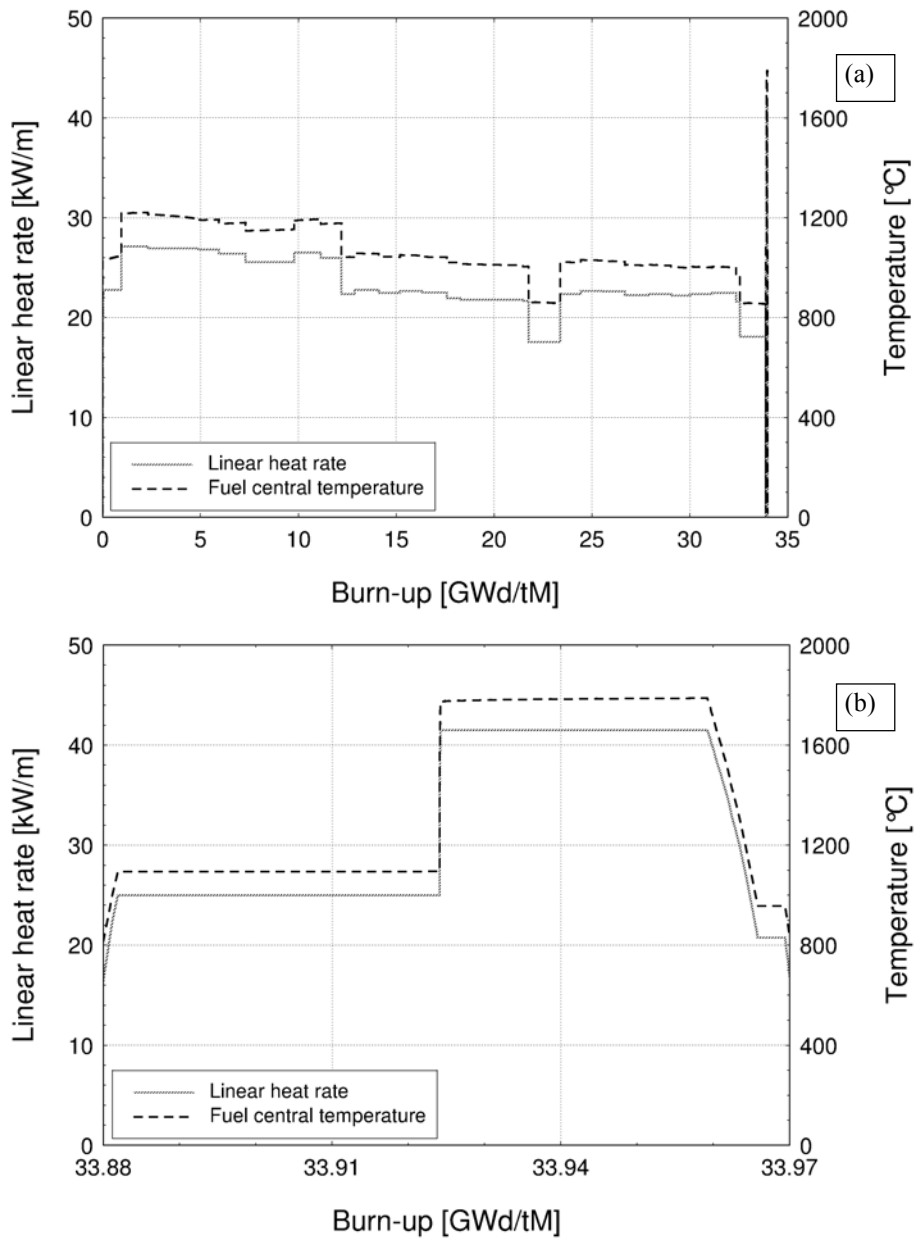 50
40
30
20
10
0
Linear heat rate [kW/m]
2000
1600
1200
800
400
0
Temperature [°C]
(a)
Linear heat rate
Fuel central temperature
0 5 10 15 20 25 30 35
Burn-up [GWd/tM]
50
40
30
20
10
0
Linear heat rate [kW/m]
2000
1600
1200
800
400
0
Temperature [°C]
(b)
Linear heat rate
Fuel central temperature
33.88 33.91 33.94 33.97
Burn-up [GWd/tM]